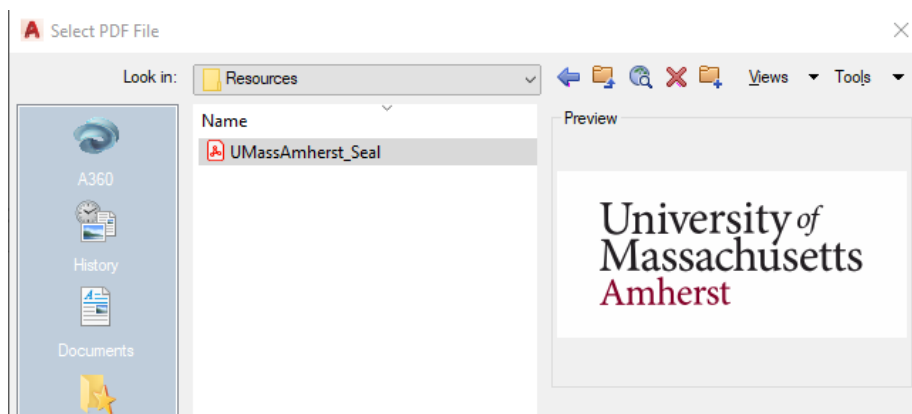 Select PDF File
Look in:
Resources
Views
Tools
Name
UMassAmherst_Seal
A360
History
Documents
Preview
University of
Massachusetts
Amherst